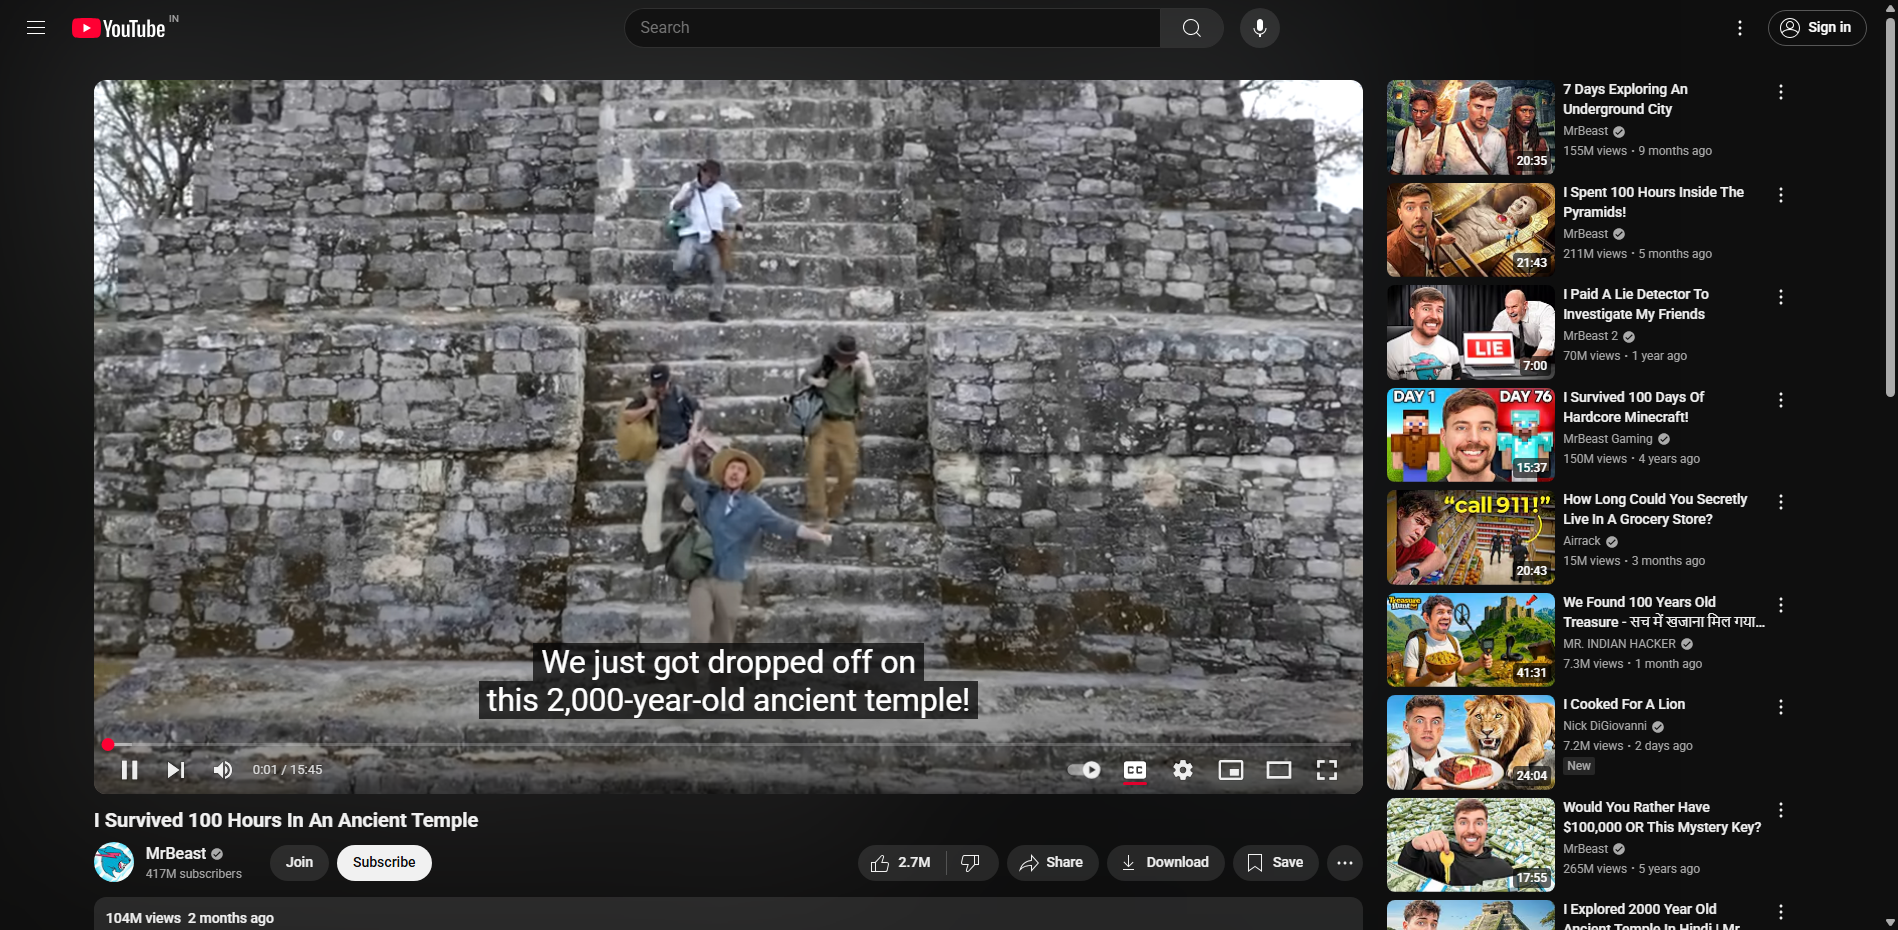 YouTube IN
Search
Sign in
We just got dropped off on
this 2,000-year-old ancient temple!
0:01 / 15:45
CC
I Survived 100 Hours In An Ancient Temple
MrBeast
417M subscribers
Join
Subscribe
2.7M
Share
Download
Save
104M views 2 months ago
20:35
7 Days Exploring An
Underground City
MrBeast
155M views • 9 months ago
21:43
I Spent 100 Hours Inside The
Pyramids!
MrBeast
211M views • 5 months ago
LIE
7:00
I Paid A Lie Detector To
Investigate My Friends
MrBeast 2
70M views • 1 year ago
DAY 1 DAY 76
15:37
I Survived 100 Days Of
Hardcore Minecraft!
MrBeast Gaming
150M views • 4 years ago
“call 911!”
20:43
How Long Could You Secretly
Live In A Grocery Store?
Airrack
15M views • 3 months ago
Treasure
Hunt
41:31
We Found 100 Years Old
Treasure - सच में खजाना मिल गया...
MR. INDIAN HACKER
7.3M views • 1 month ago
24:04
I Cooked For A Lion
Nick DiGiovanni
7.2M views • 2 days ago
New
17:55
Would You Rather Have
$100,000 OR This Mystery Key?
MrBeast
265M views • 5 years ago
I Explored 2000 Year Old
Ancient Temple In Hindi | Mr